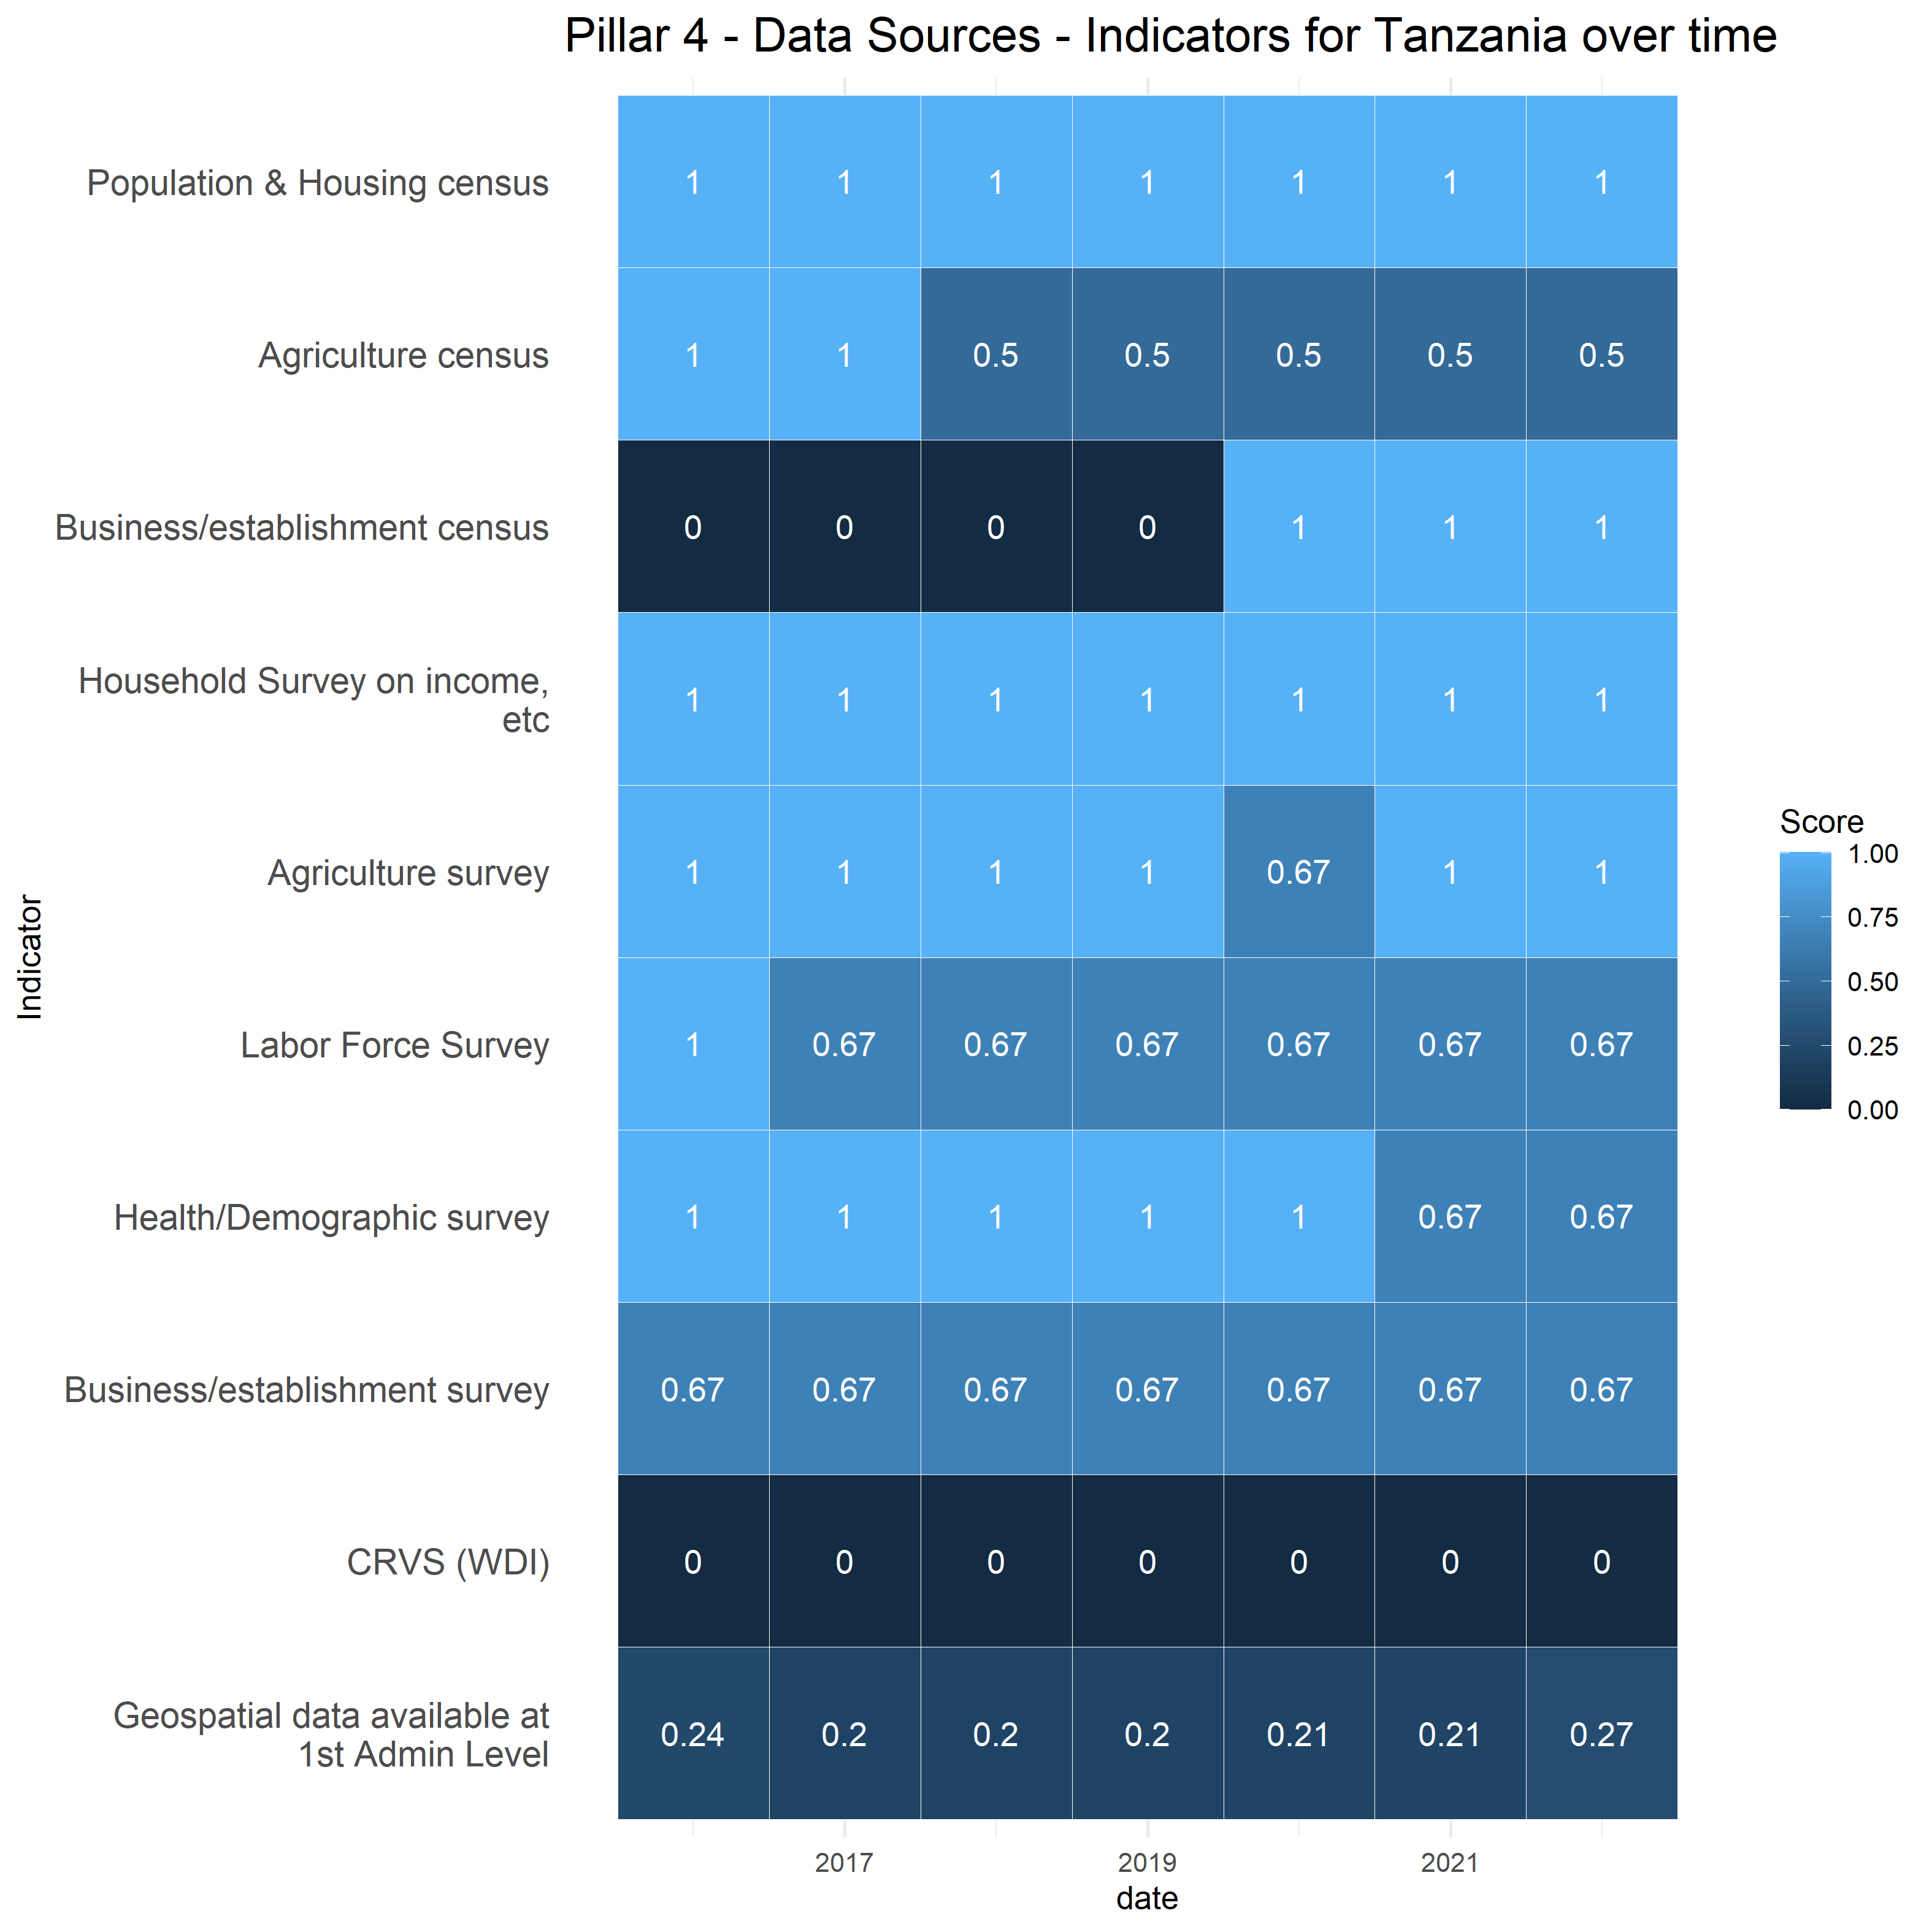 Pillar 4 - Data Sources - Indicators for Tanzania over time
Population & Housing census
1 1 1 1 1 1 1
Agriculture census
1 1 0.5 0.5 0.5 0.5 0.5
Business/establishment census
0 0 0 0 1 1 1
Household Survey on income,
etc
1 1 1 1 1 1 1
Agriculture survey
1 1 1 1 0.67 1 1
Labor Force Survey
1 0.67 0.67 0.67 0.67 0.67 0.67
Health/Demographic survey
1 1 1 1 1 0.67 0.67
Business/establishment survey
0.67 0.67 0.67 0.67 0.67 0.67 0.67
CRVS (WDI)
0 0 0 0 0 0 0
Geospatial data available at
1st Admin Level
0.24 0.2 0.2 0.2 0.21 0.21 0.27
2017 2019 2021
date
Indicator
Score
1.00
0.75
0.50
0.25
0.00